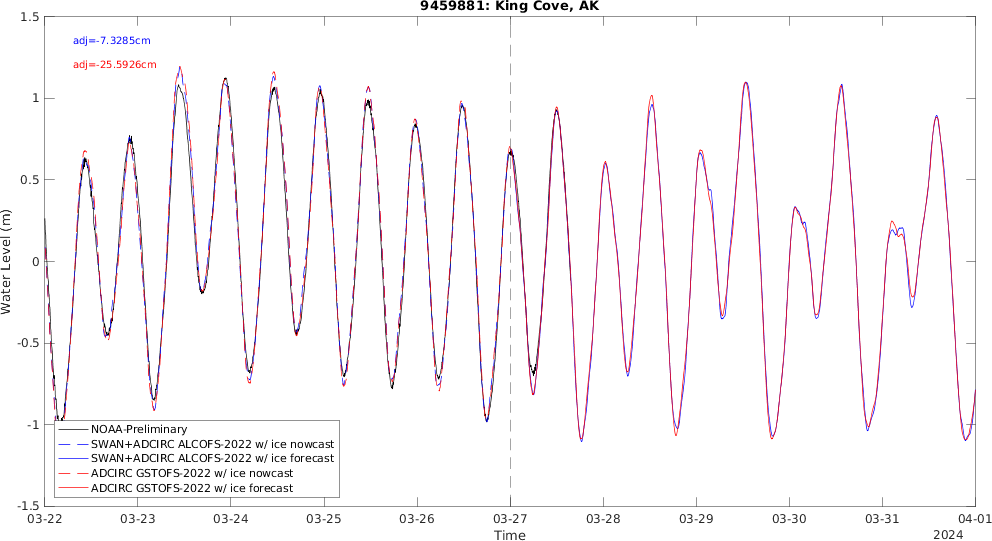 9459881: King Cove, AK
adj=-7.3285cm
adj=-25.5926cm
1.5
1
0.5
0
-0.5
-1
-1.5
Water Level (m)
NOAA-Preliminary
SWAN+ADCIRC ALCOFS-2022 w/ ice nowcast
SWAN+ADCIRC ALCOFS-2022 w/ ice forecast
ADCIRC GSTOFS-2022 w/ ice nowcast
ADCIRC GSTOFS-2022 w/ ice forecast
03-22 03-23 03-24 03-25 03-26 03-27 03-28 03-29 03-30 03-31 04-01
Time
2024